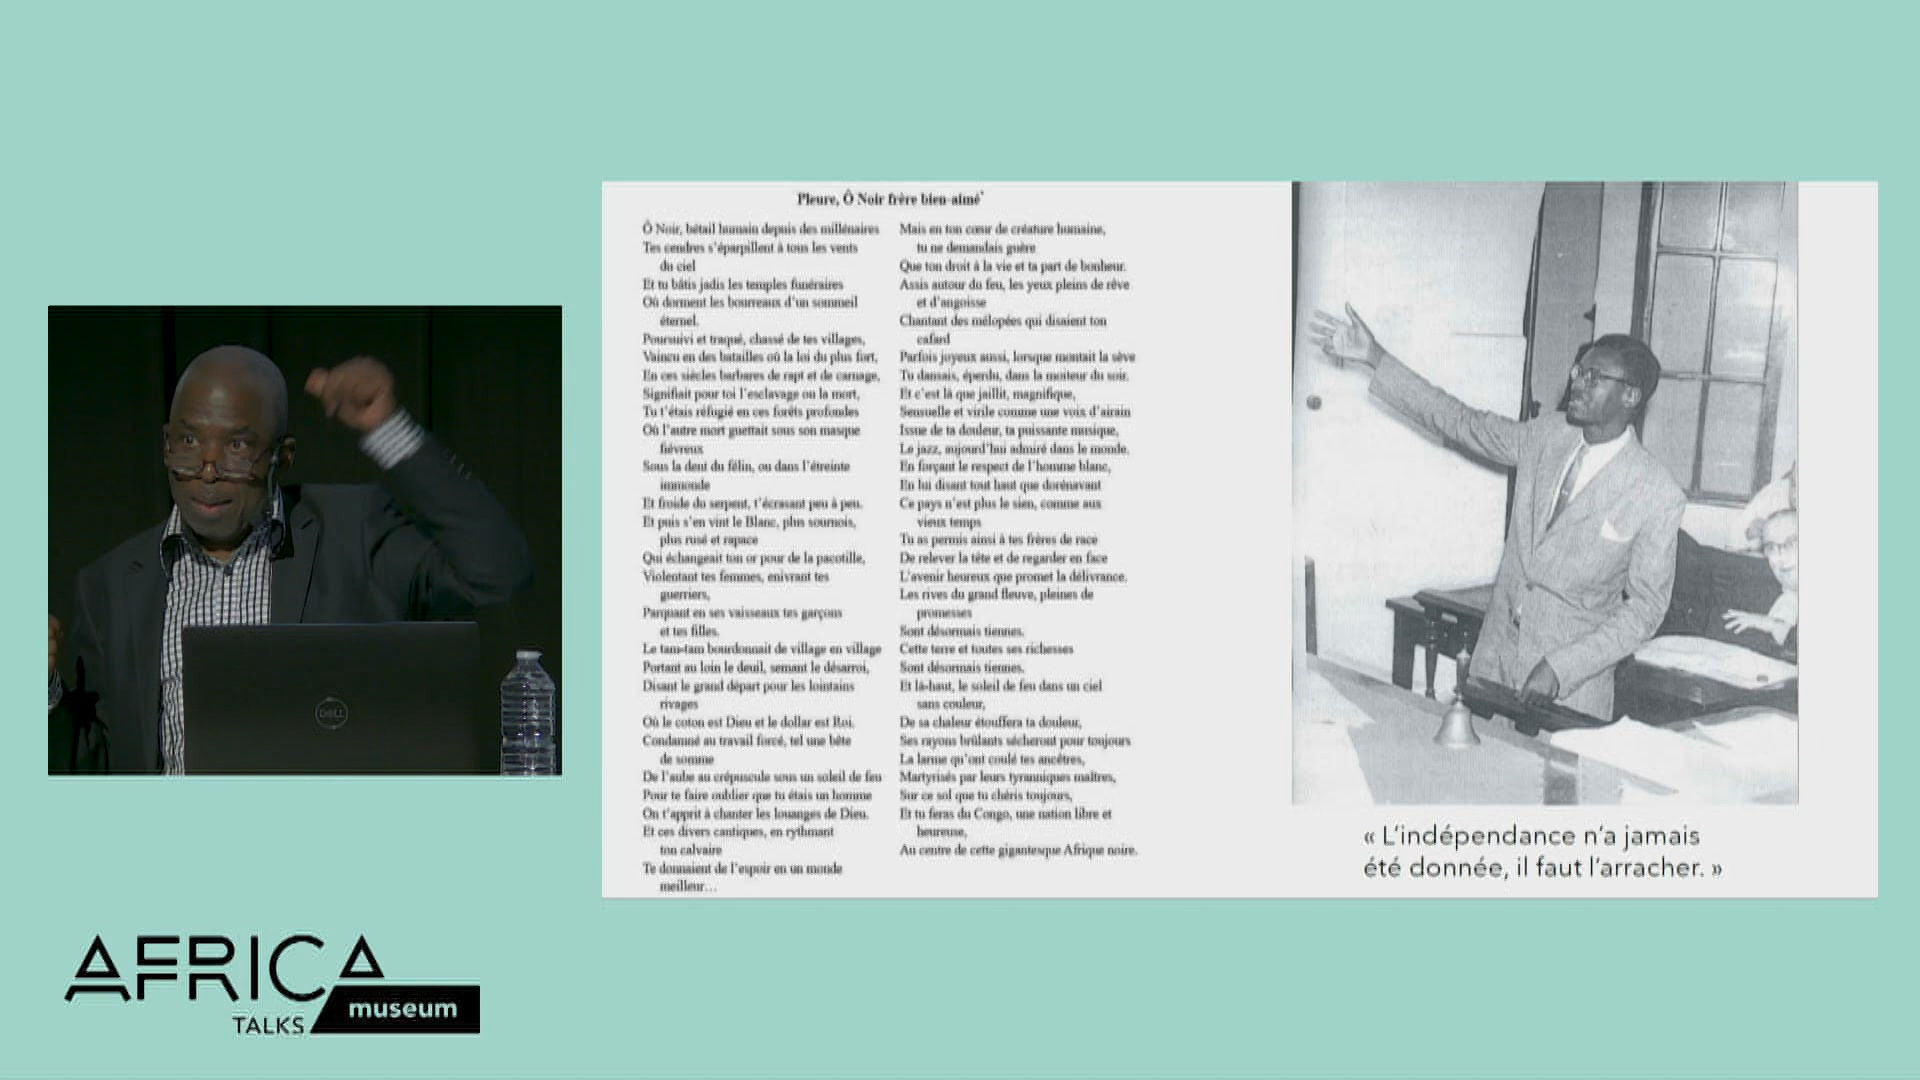 Pleure, Ô Noir frère bien-aimé*
Ô Noir, bétail humain depuis des millénaires
Tes cendres s'éparpillent à tous les vents
du ciel
Et tu bâtis jadis les temples funéraires
Où dorment les bourreaux d'un sommeil
éternel.
Poursuivi et traqué, chassé de tes villages,
Vaincu en des batailles où la loi du plus fort,
En ces siècles barbares de rapt et de carnage,
Signifiait pour toi l'esclavage ou la mort,
Tu t'étais réfugié en ces forêts profondes
Où l'autre mort guettait sous son masque
fiévreux
Sous la dent du félin, ou dans l'étreinte
immonde
Et froide du serpent, t'écrasant peu à peu.
Et puis s'en vint le Blanc, plus sournois,
plus rusé et rapace
Qui échangeait ton or pour de la pacotille,
Violentant tes femmes, enivrant tes
guerriers,
Parquant en ses vaisseaux tes garçons
et tes filles.
Le tam-tam bourdonnait de village en village
Portant au loin le deuil, semant le désarroi,
Disant le grand départ pour les lointains
rivages
Où le coton est Dieu et le dollar est Roi.
Condamné au travail forcé, tel une bête
de somme
De l'aube au crépuscule sous un soleil de feu
Pour te faire oublier que tu étais un homme
On t'apprit à chanter les louanges de Dieu.
Et ces divers cantiques, en rythmant
ton calvaire
Te donnaient de l'espoir en un monde
meilleur…
Mais en ton cœur de créature humaine,
tu ne demandais guère
Que ton droit à la vie et ta part de bonheur.
Assis autour du feu, les yeux pleins de rêve
et d'angoisse
Chantant des mélopées qui disaient ton
cafard
Parfois joyeux aussi, lorsque montait la sève
Tu dansais, éperdu, dans la moiteur du soir.
Et c'est là que jaillit, magnifique,
Sensuelle et virile comme une voix d'airain
Issue de ta douleur, ta puissante musique,
Le jazz, aujourd'hui admiré dans le monde.
En forçant le respect de l'homme blanc,
En lui disant tout haut que dorénavant
Ce pays n'est plus le sien, comme aux
vieux temps
Tu as permis ainsi à tes frères de race
De relever la tête et de regarder en face
L'avenir heureux que promet la délivrance.
Les rives du grand fleuve, pleines de
promesses
Sont désormais tiennes.
Cette terre et toutes ses richesses
Sont désormais tiennes.
Et là-haut, le soleil de feu dans un ciel
sans couleur,
De sa chaleur étouffera ta douleur,
Ses rayons brûlants sécheront pour toujours
La larme qu'ont coulé tes ancêtres,
Martyrisés par leurs tyranniques maîtres,
Sur ce sol que tu chéris toujours,
Et tu feras du Congo, une nation libre et
heureuse,
Au centre de cette gigantesque Afrique noire.
« L'indépendance n'a jamais
été donnée, il faut l'arracher. »
DELL
AFRICA
TALKS museum